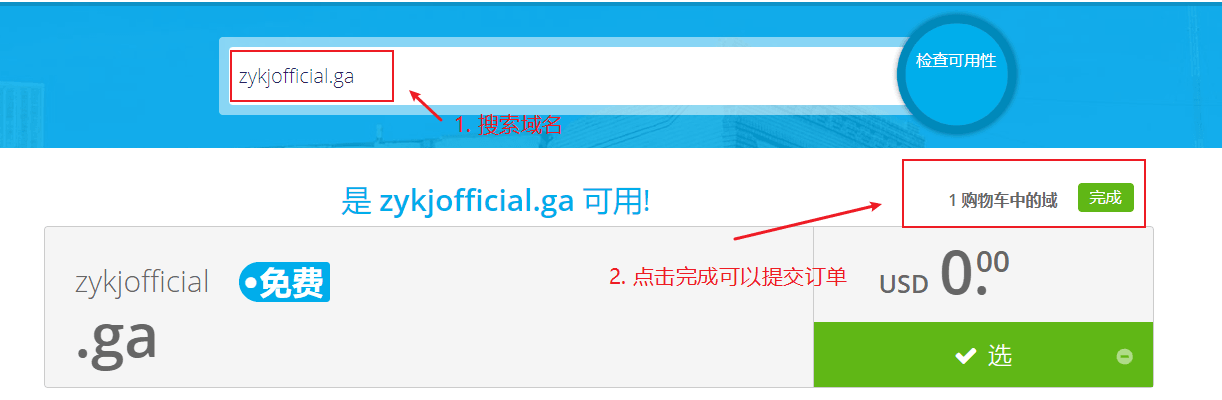 zykjofficial.ga
检查可用性
1. 搜索域名
是 zykjofficial.ga 可用!
1 购物车中的域 完成
zykjofficial 免费
.ga
2. 点击完成可以提交订单
USD 0.00
选